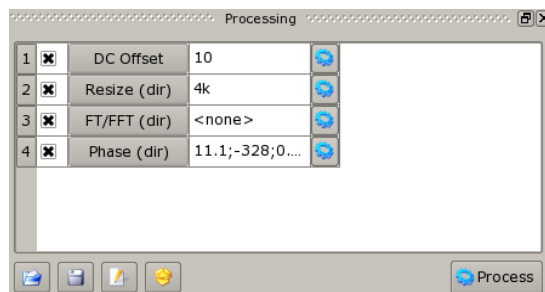 Processing
1 DC Offset 10
2 Resize (dir) 4k
3 FT/FFT (dir) <none>
4 Phase (dir) 11.1;-328;0....
Process